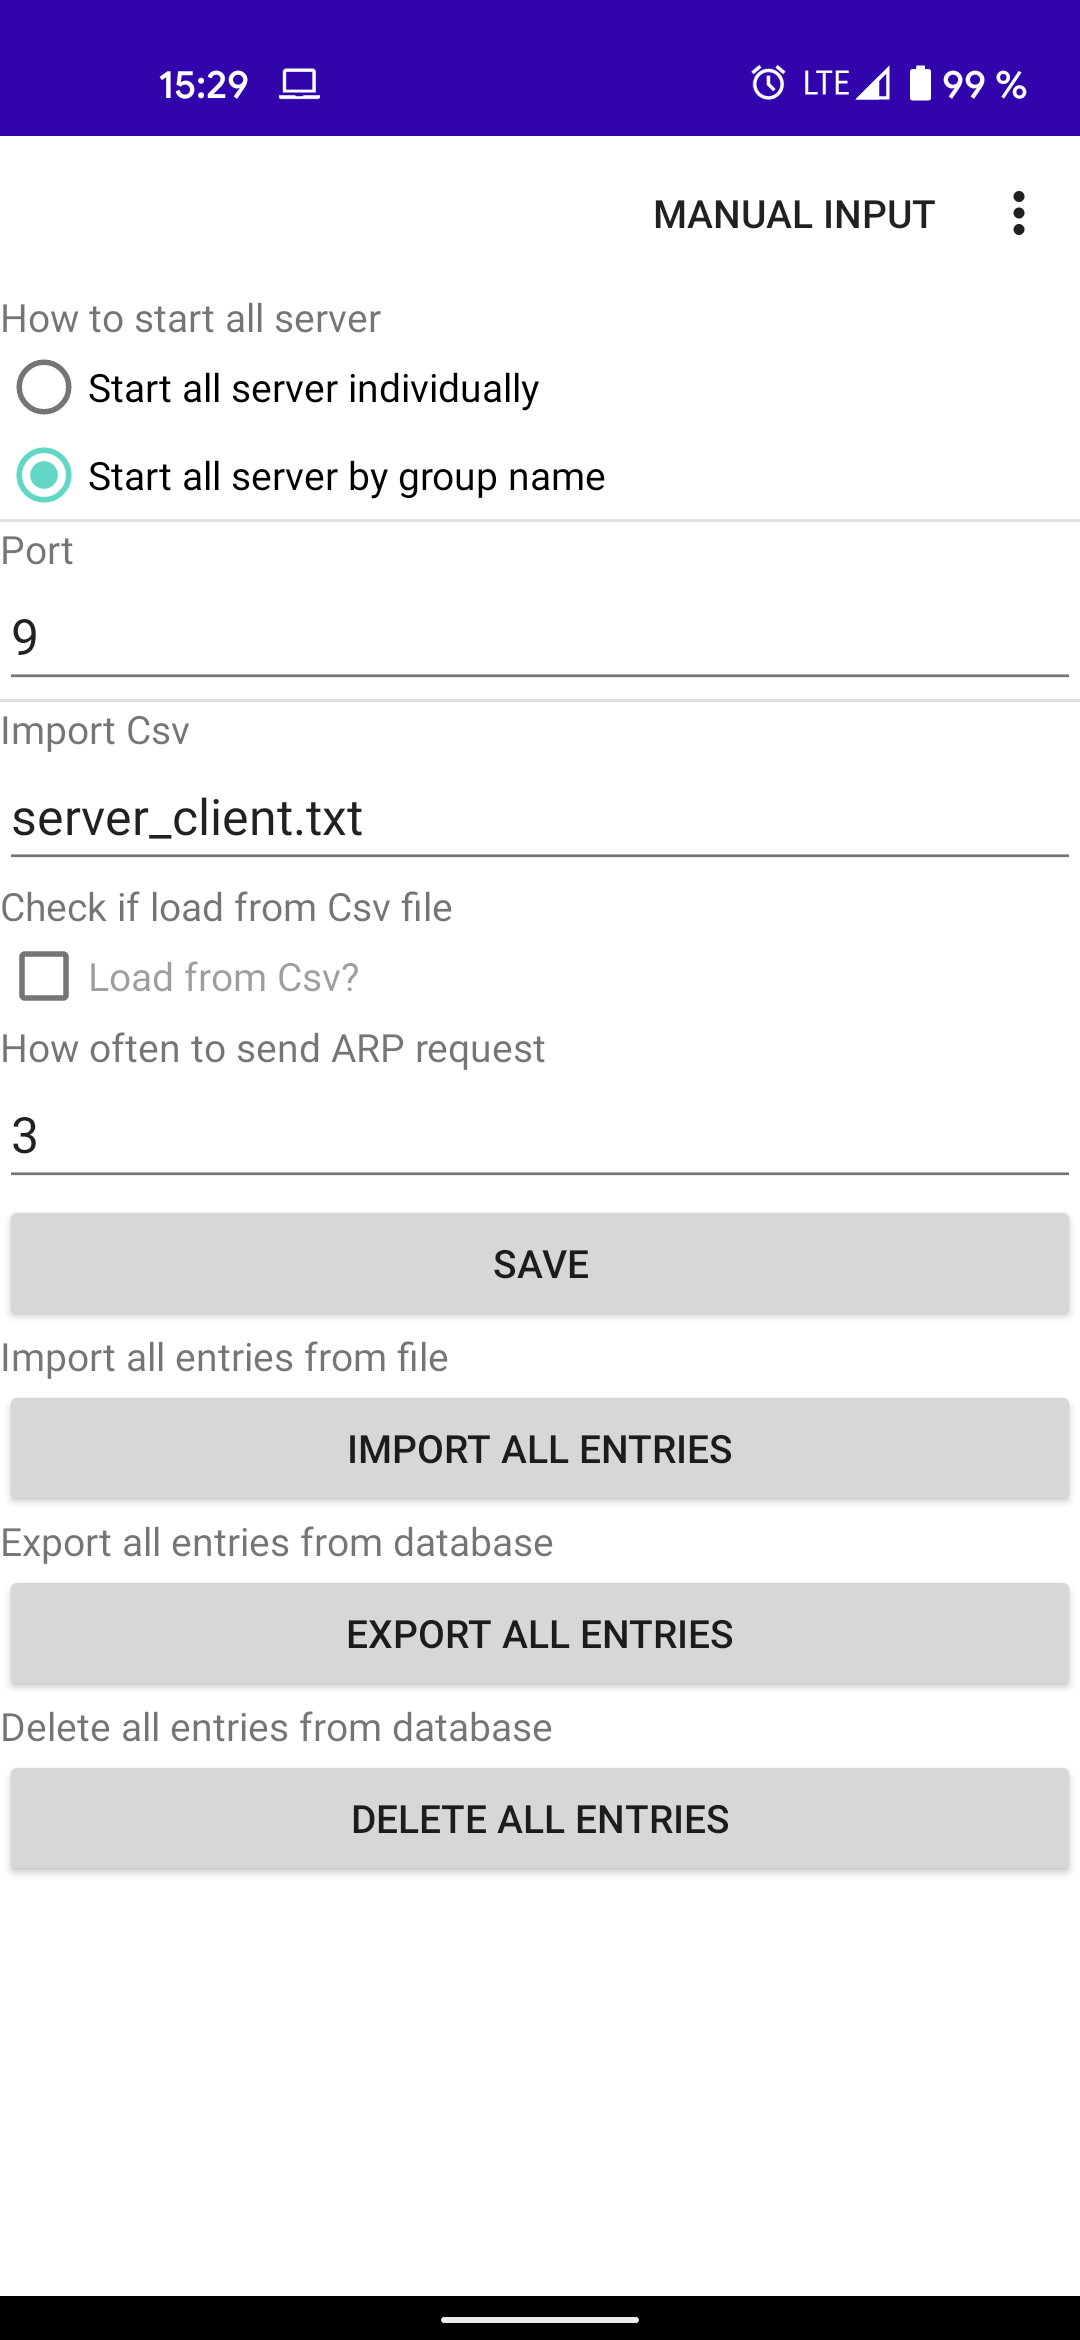 15:29 LTE 99 %
MANUAL INPUT
How to start all server
Start all server individually
Start all server by group name
Port
9
Import Csv
server_client.txt
Check if load from Csv file
Load from Csv?
How often to send ARP request
3
SAVE
Import all entries from file
IMPORT ALL ENTRIES
Export all entries from database
EXPORT ALL ENTRIES
Delete all entries from database
DELETE ALL ENTRIES